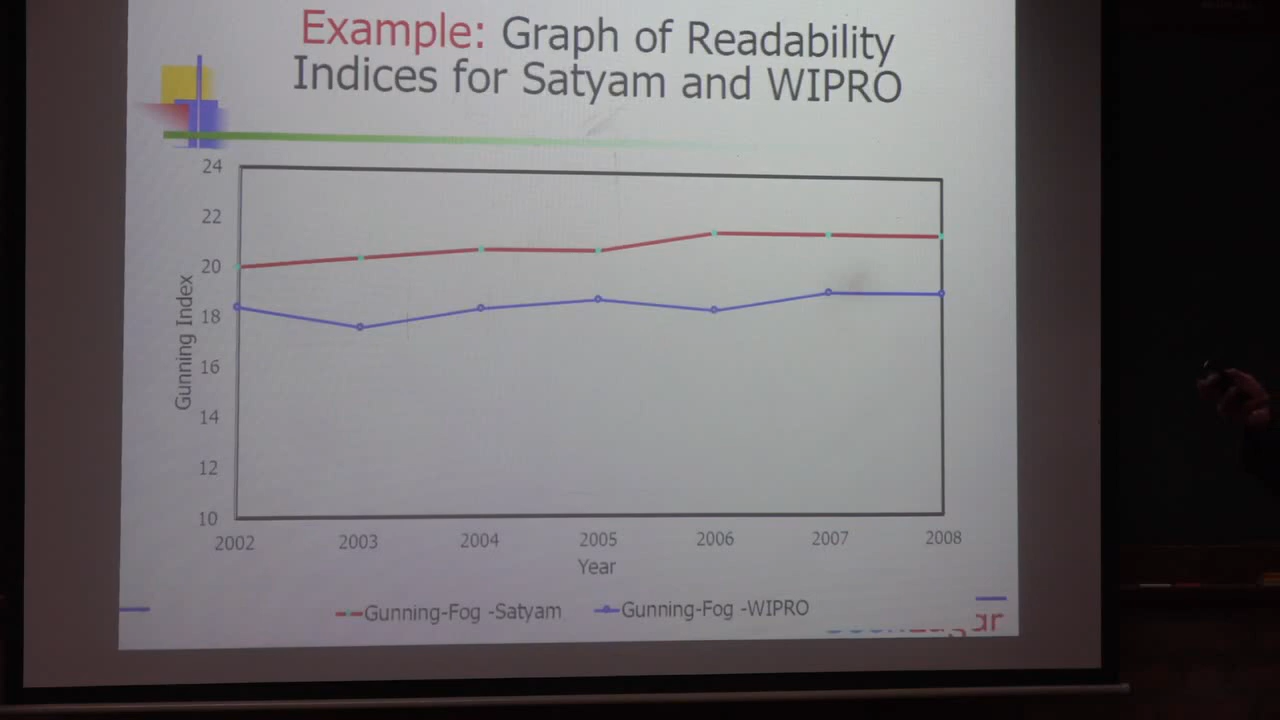 Example: Graph of Readability
Indices for Satyam and WIPRO
24
22
20
18
16
14
12
10
Gunning Index
2002 2003 2004 2005 2006 2007 2008
Year
Gunning-Fog -Satyam Gunning-Fog -WIPRO